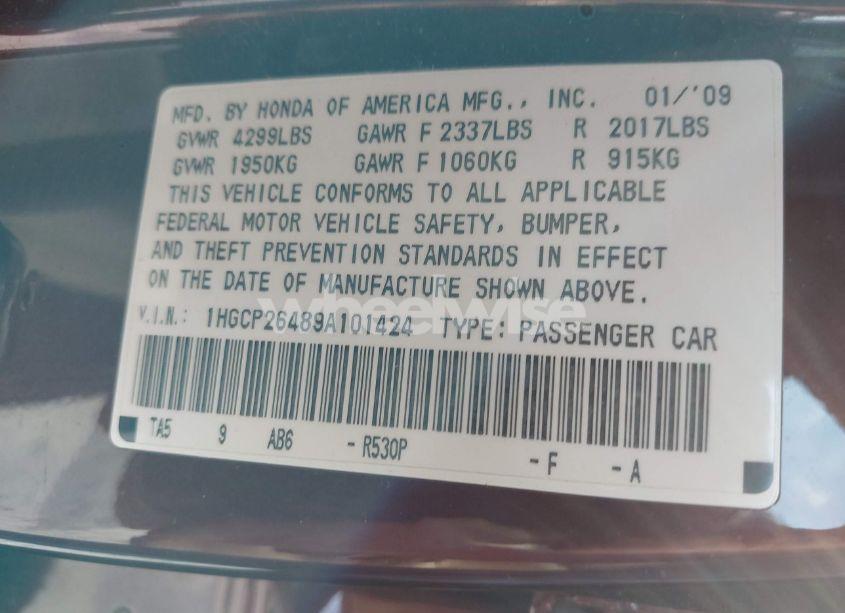 MFD. BY HONDA OF AMERICA MFG., INC. 01/'09
GVWR 4299LBS GAWR F 2337LBS R 2017LBS
GVWR 1950KG GAWR F 1060KG R 915KG
THIS VEHICLE CONFORMS TO ALL APPLICABLE
FEDERAL MOTOR VEHICLE SAFETY, BUMPER,
AND THEFT PREVENTION STANDARDS IN EFFECT
ON THE DATE OF MANUFACTURE SHOWN ABOVE.
wheelwise
V.I.N.: 1HGCP26489A101424 TYPE: PASSENGER CAR
TA5 9 AB6 - R530P - F - A